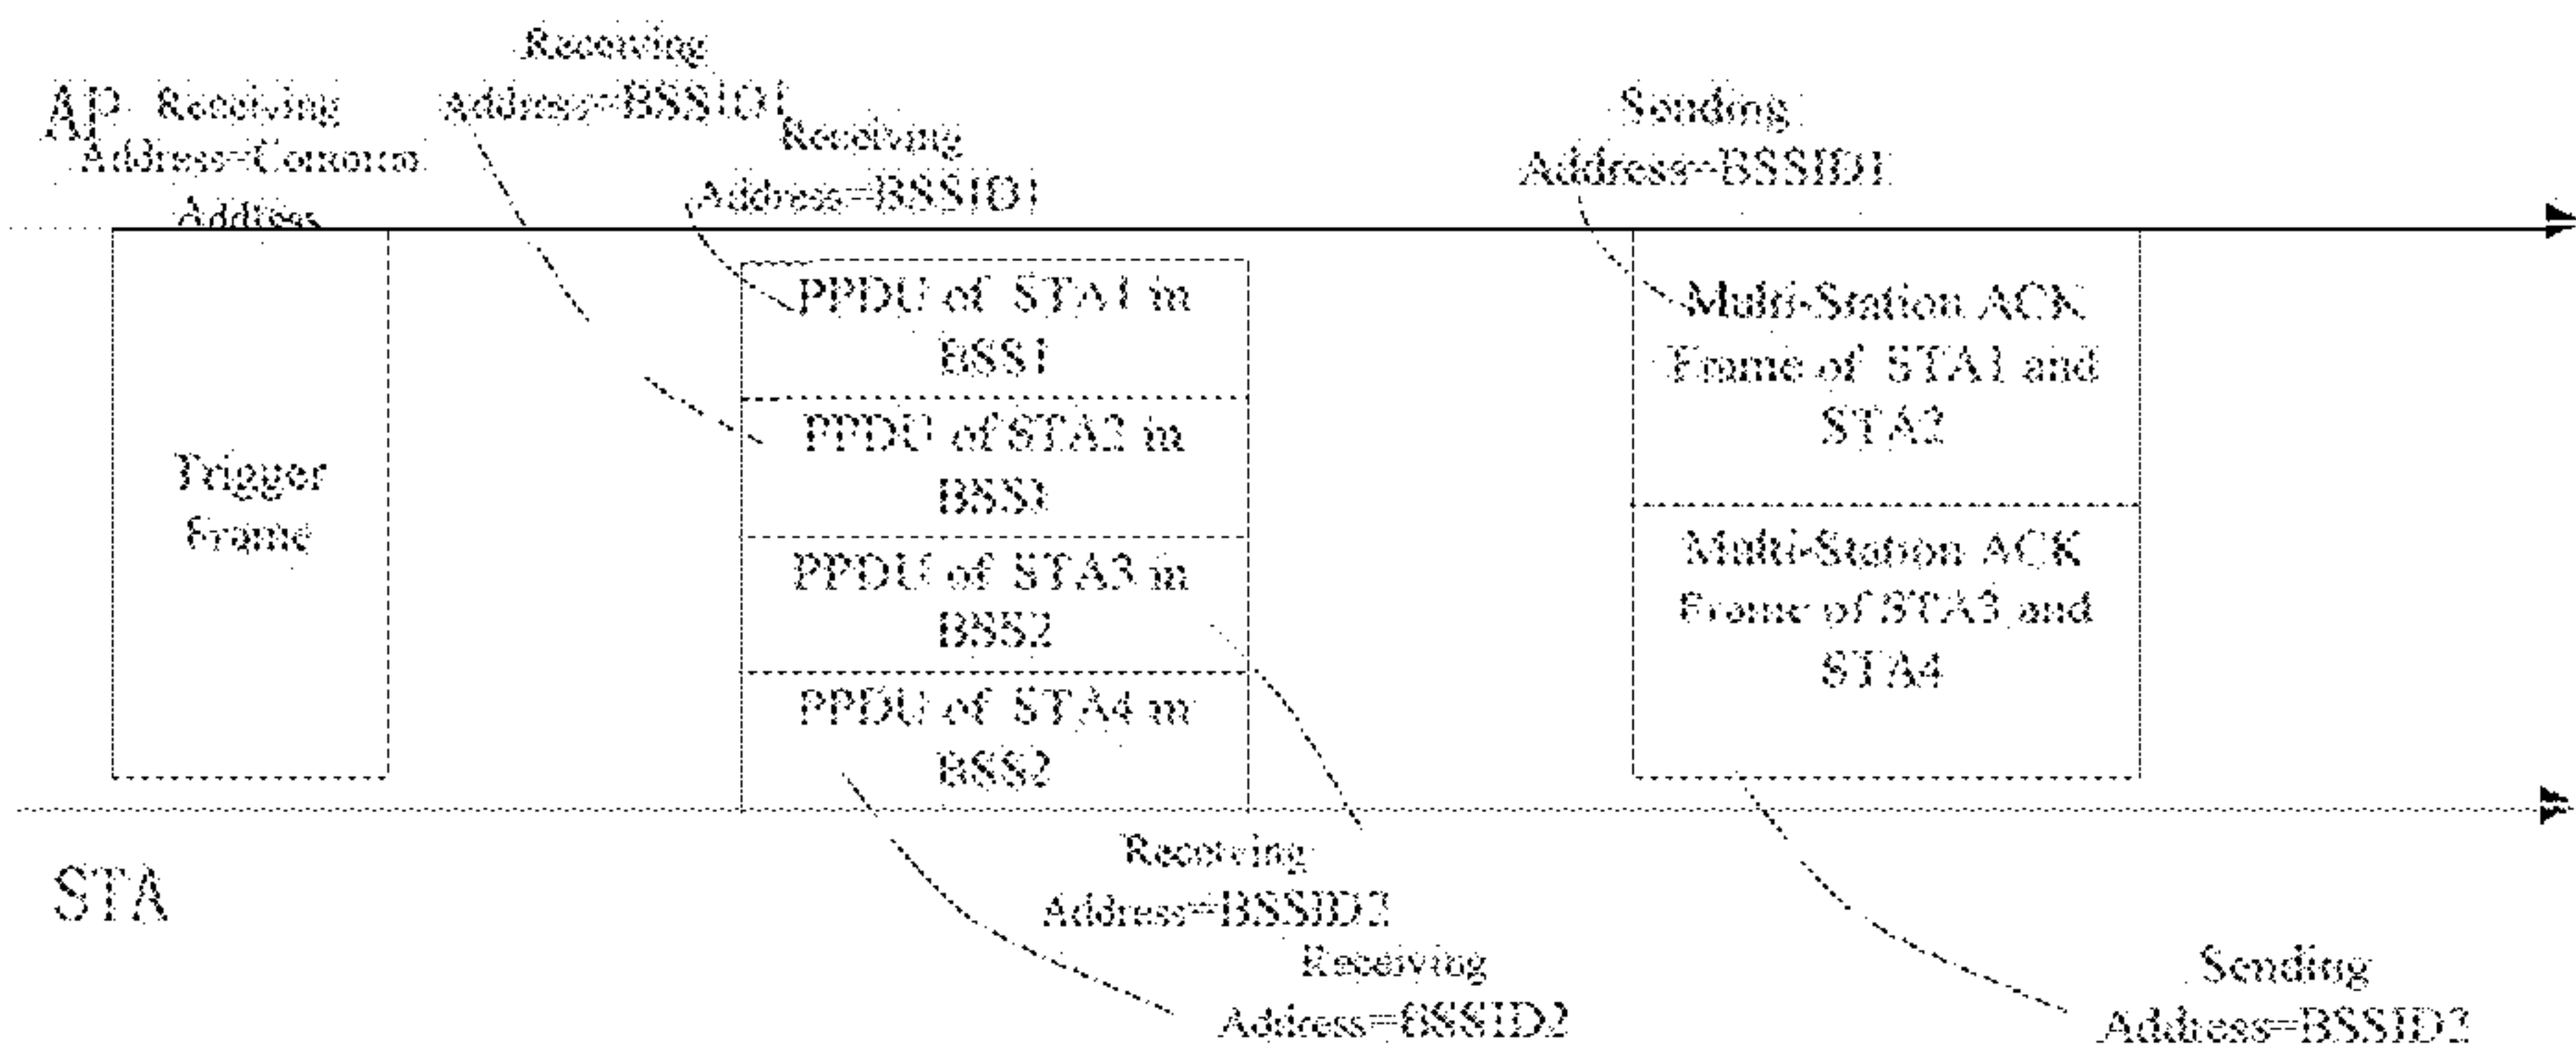 AP
Receiving
Address=Common
Address
Receiving
Address=BSSID1
Receiving
Address=BSSID1
Sending
Address=BSSID1
Trigger
Frame
PPDU of STA1 in
BSS1
PPDU of STA2 in
BSS1
PPDU of STA3 in
BSS2
PPDU of STA4 in
BSS2
Multi-Station ACK
Frame of STA1 and
STA2
Multi-Station ACK
Frame of STA3 and
STA4
STA
Receiving
Address=BSSID2
Receiving
Address=BSSID2
Sending
Address=BSSID2